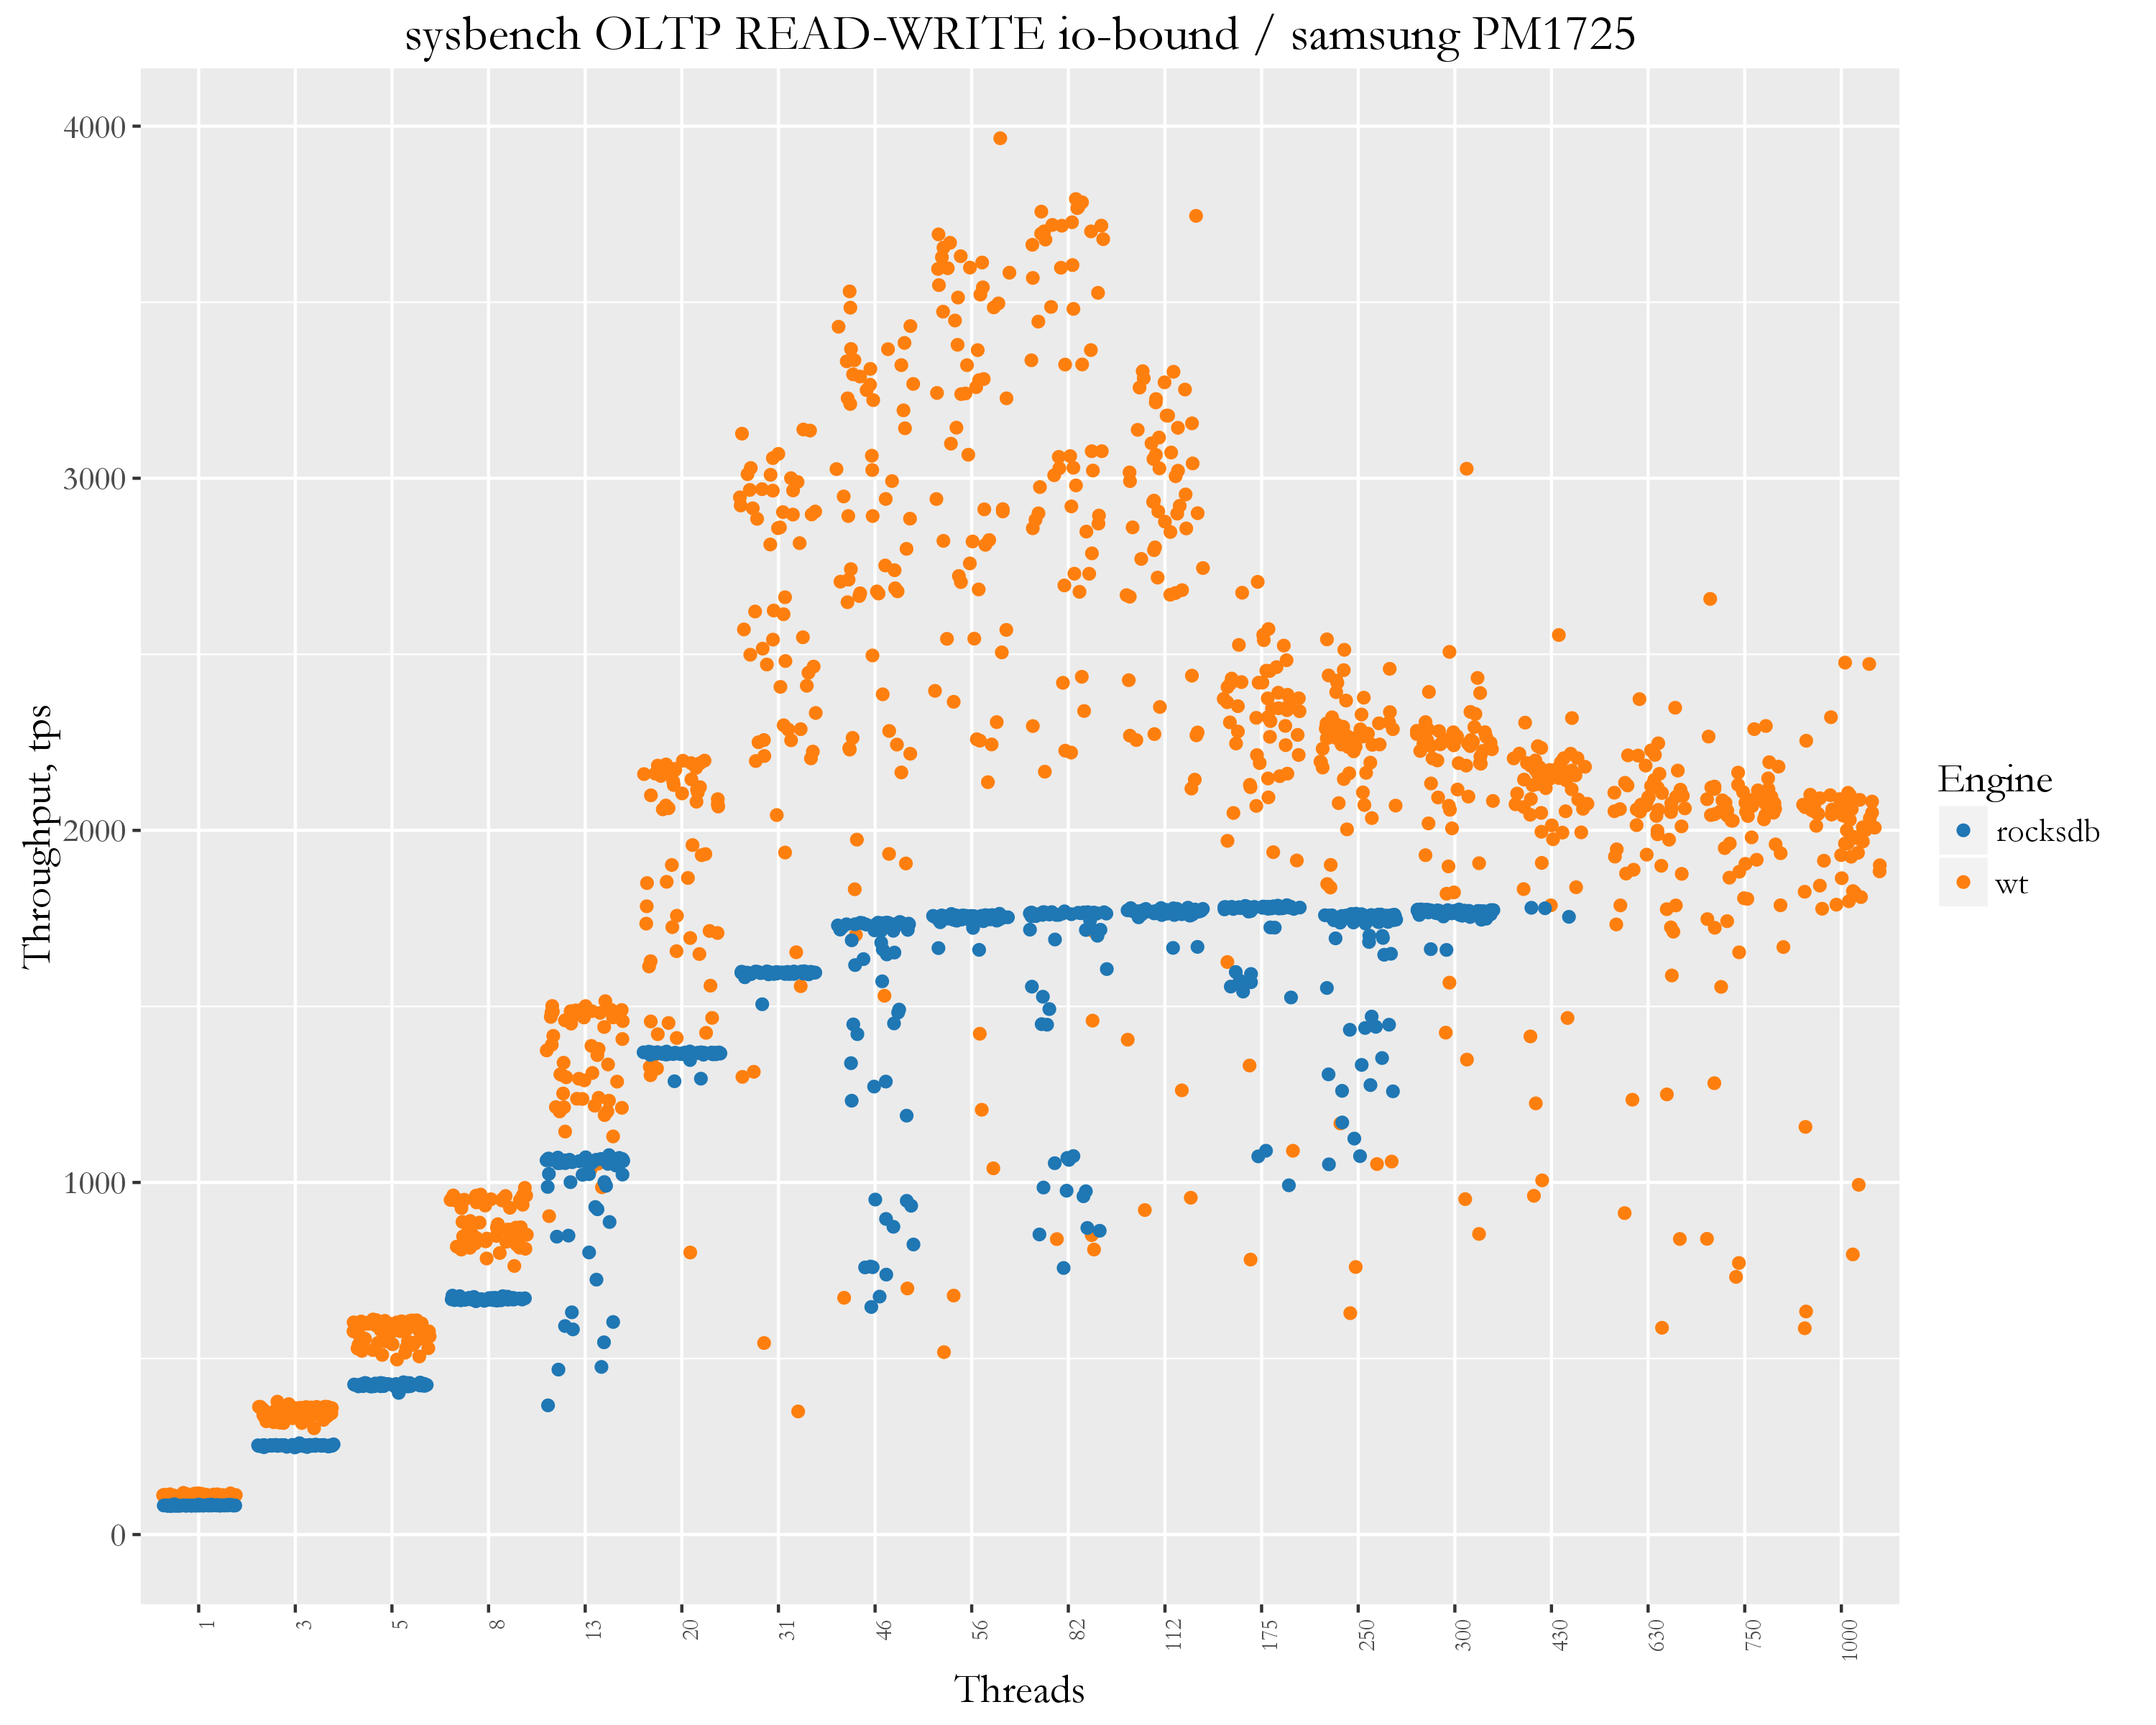 sysbench OLTP READ-WRITE io-bound / samsung PM1725
Throughput, tps
4000
3000
2000
1000
0
1 3 5 8 13 20 31 46 56 82 112 175 250 300 430 630 750 1000
Threads
Engine
rocksdb
wt